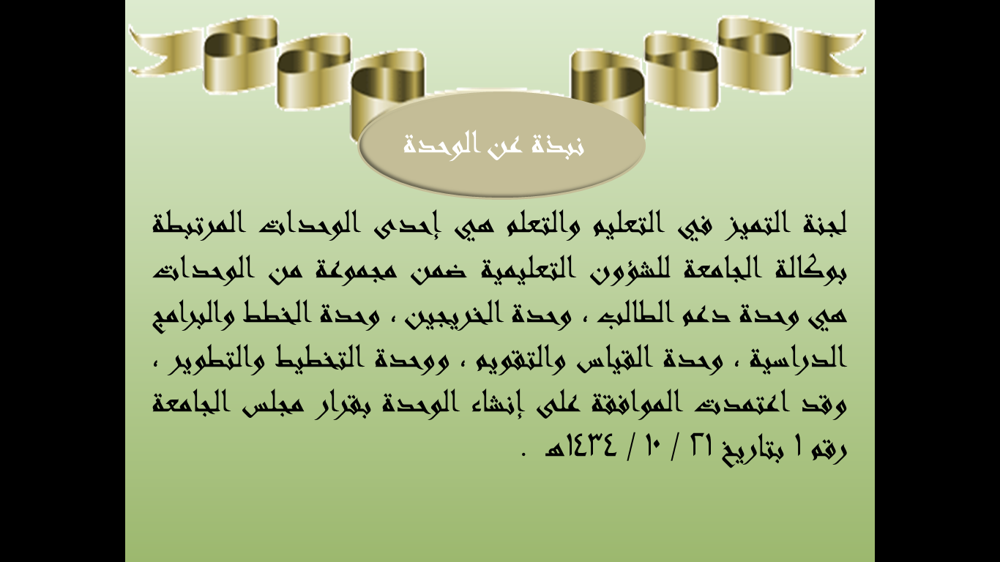 نبذة عن الوحدة
لجنة التميز في التعليم والتعلم هي إحدى الوحدات المرتبطة
بوكالة الجامعة للشؤون التعليمية ضمن مجموعة من الوحدات
هي وحدة دعم الطالب ، وحدة الخريجين ، وحدة الخطط والبرامج
الدراسية ، وحدة القياس والتقويم ، ووحدة التخطيط والتطوير ،
وقد اعتمدت الموافقة على إنشاء الوحدة بقرار مجلس الجامعة
رقم ١ بتاريخ ٢١ / ١٠ / ١٤٣٤هـ .